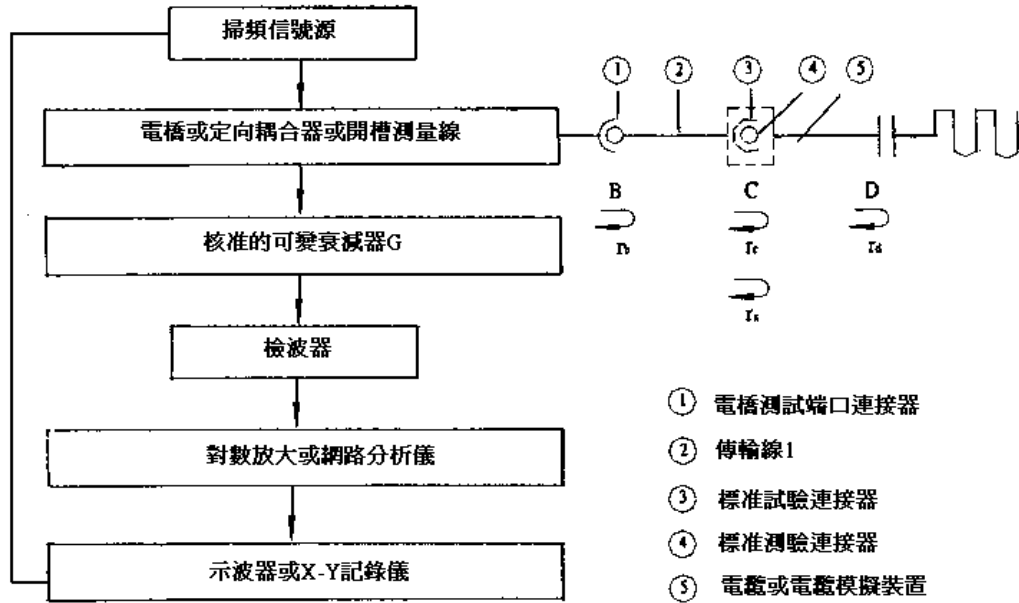 掃頻信號源
① ② ③ ④ ⑤
電橋或定向耦合器或開槽測量線
B C D
核准的可變衰減器G
rb rc rd
rx
檢波器
① 電橋測試端口連接器
對數放大或網路分析儀
② 傳輸線1
③ 標准試驗連接器
④ 標准測驗連接器
示波器或X-Y記錄儀
⑤ 電纜或電纜模擬裝置